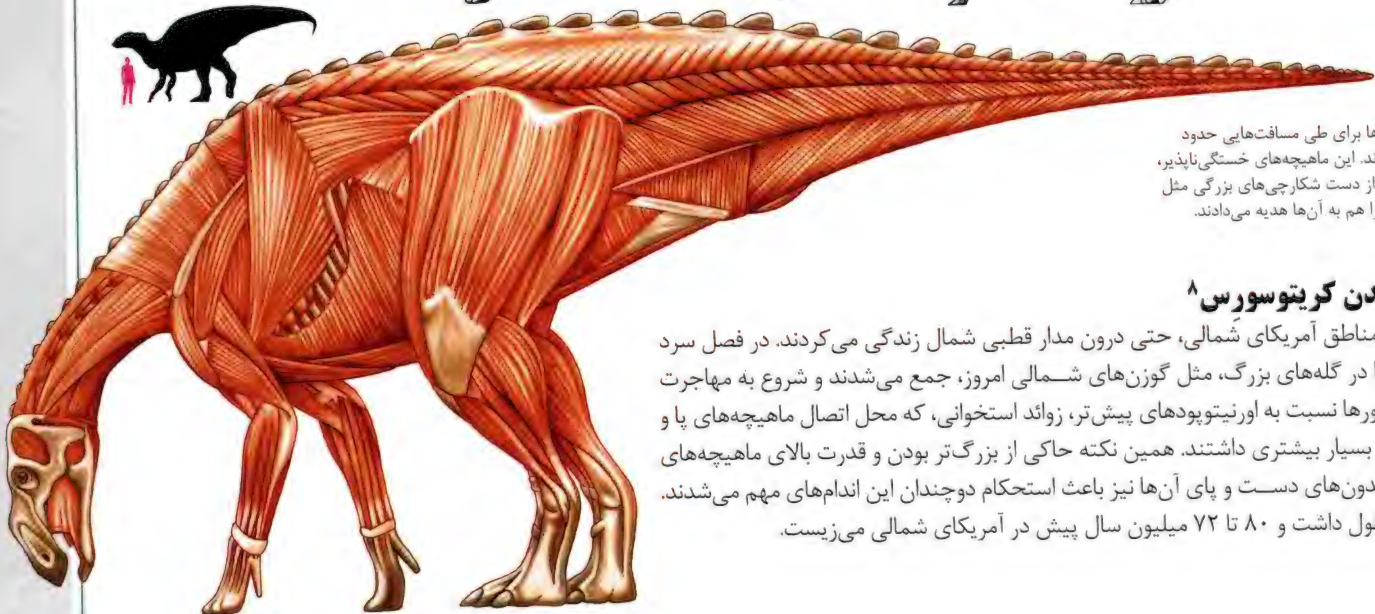 ها برای طی مسافت‌هایی حدود
ند. این ماهیچه‌های خستگی‌ناپذیر،
از دست شکارچی‌های بزرگی مثل
را هم به آن‌ها هدیه می‌دادند.
دن کریتوسورِس۸
مناطق آمریکای شمالی، حتی درون مدار قطبی شمال زندگی می‌کردند. در فصل سرد
در گله‌های بزرگ، مثل گوزن‌های شـــمالی امروز، جمع می‌شدند و شروع به مهاجرت
ورها نسبت به اورنیتوپودهای پیش‌تر، زوائد استخوانی، که محل اتصال ماهیچه‌های پا و
بسیار بیشتری داشتند. همین نکته حاکی از بزرگ‌تر بودن و قدرت بالای ماهیچه‌های
دون‌های دســت و پای آن‌ها نیز باعث استحکام دوچندان این اندام‌های مهم می‌شدند.
ول داشت و ۸۰ تا ۷۲ میلیون سال پیش در آمریکای شمالی می‌زیست.